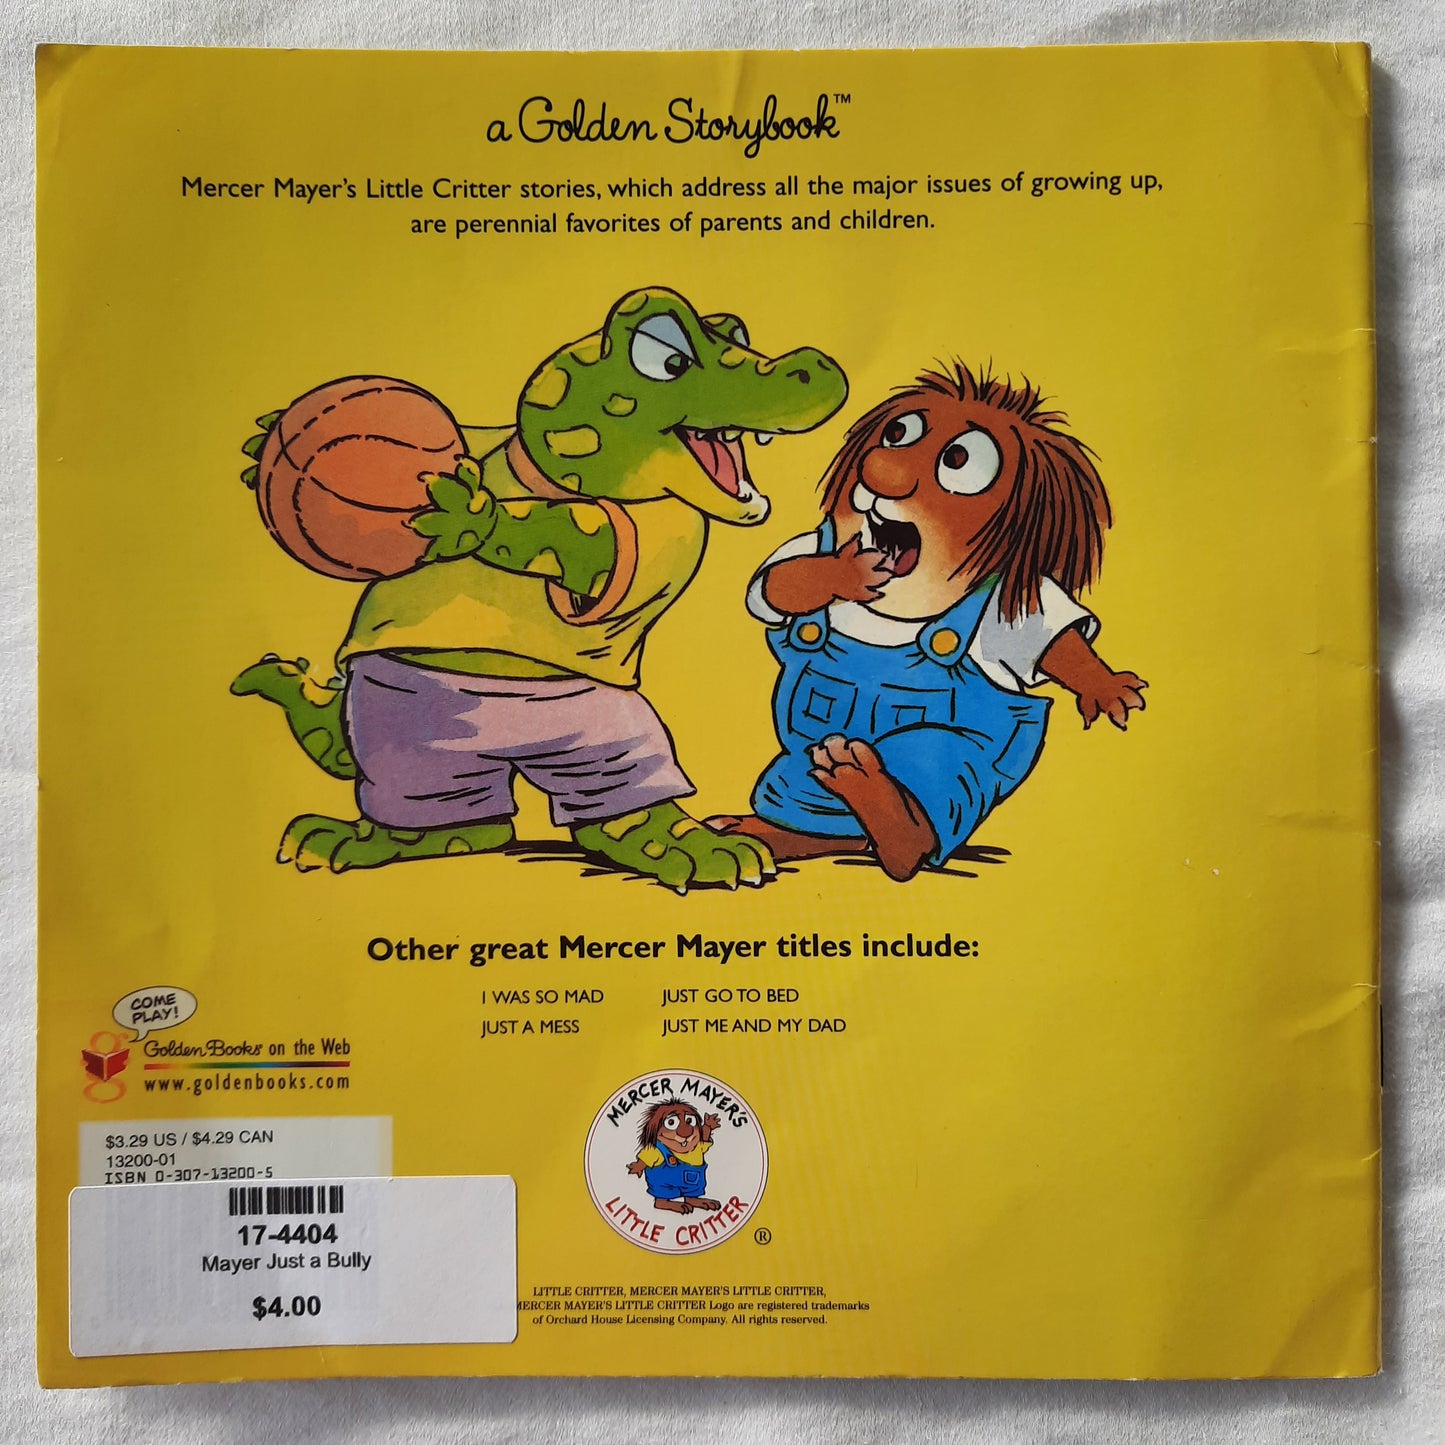 a Golden Storybook™
Mercer Mayer's Little Critter stories, which address all the major issues of growing up,
are perennial favorites of parents and children.
Other great Mercer Mayer titles include:
I WAS SO MAD
JUST GO TO BED
JUST A MESS
JUST ME AND MY DAD
COME
PLAY!
Golden Books® on the Web
www.goldenbooks.com
$3.29 US / $4.29 CAN
13200-01
ISBN 0-307-13200-5
17-4404
Mayer Just a Bully
$4.00
MERCER MAYER'S
LITTLE CRITTER
®
LITTLE CRITTER, MERCER MAYER'S LITTLE CRITTER,
MERCER MAYER'S LITTLE CRITTER Logo are registered trademarks
of Orchard House Licensing Company. All rights reserved.